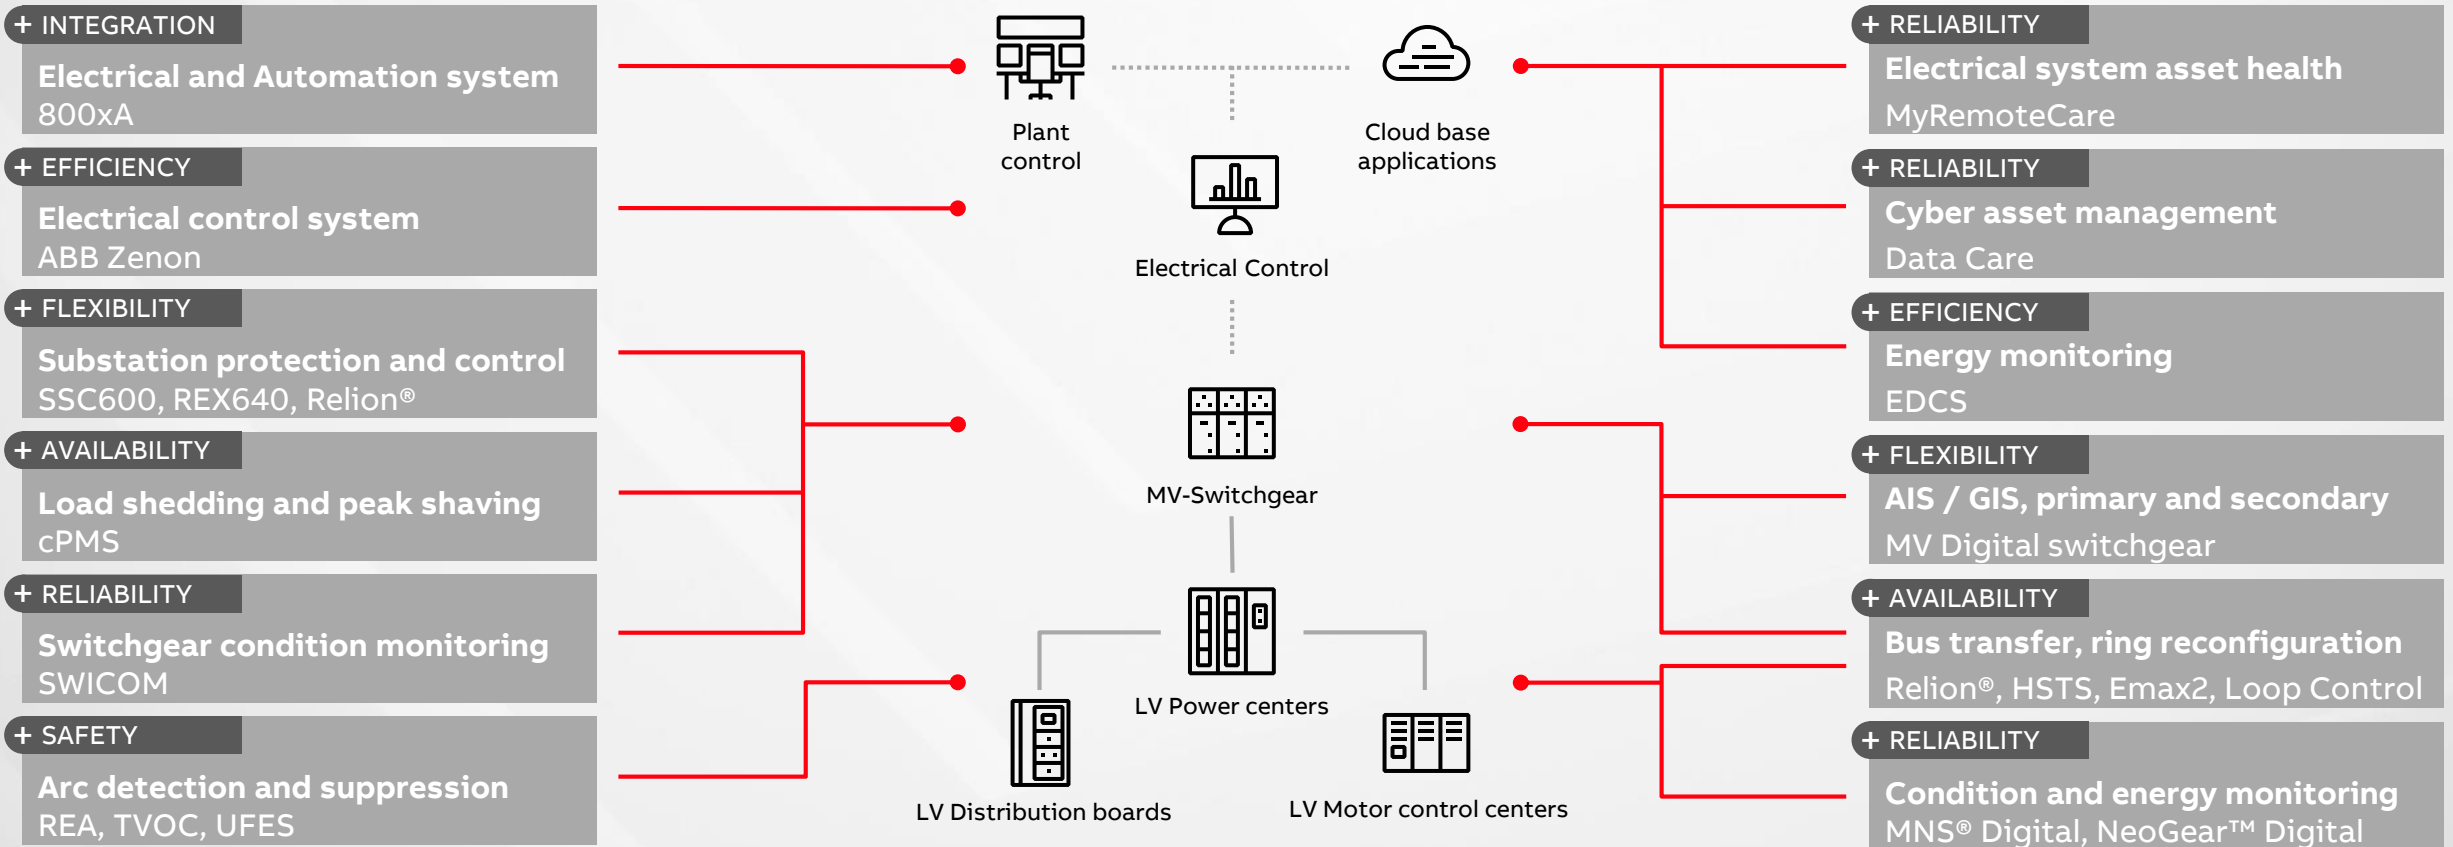 + INTEGRATION
Electrical and Automation system
800xA
+ EFFICIENCY
Electrical control system
ABB Zenon
+ FLEXIBILITY
Substation protection and control
SSC600, REX640, Relion®
+ AVAILABILITY
Load shedding and peak shaving
cPMS
+ RELIABILITY
Switchgear condition monitoring
SWICOM
+ SAFETY
Arc detection and suppression
REA, TVOC, UFES
Plant
control
Cloud base
applications
Electrical Control
MV-Switchgear
LV Power centers
LV Distribution boards
LV Motor control centers
+ RELIABILITY
Electrical system asset health
MyRemoteCare
+ RELIABILITY
Cyber asset management
Data Care
+ EFFICIENCY
Energy monitoring
EDCS
+ FLEXIBILITY
AIS / GIS, primary and secondary
MV Digital switchgear
+ AVAILABILITY
Bus transfer, ring reconfiguration
Relion®, HSTS, Emax2, Loop Control
+ RELIABILITY
Condition and energy monitoring
MNS® Digital, NeoGear™ Digital